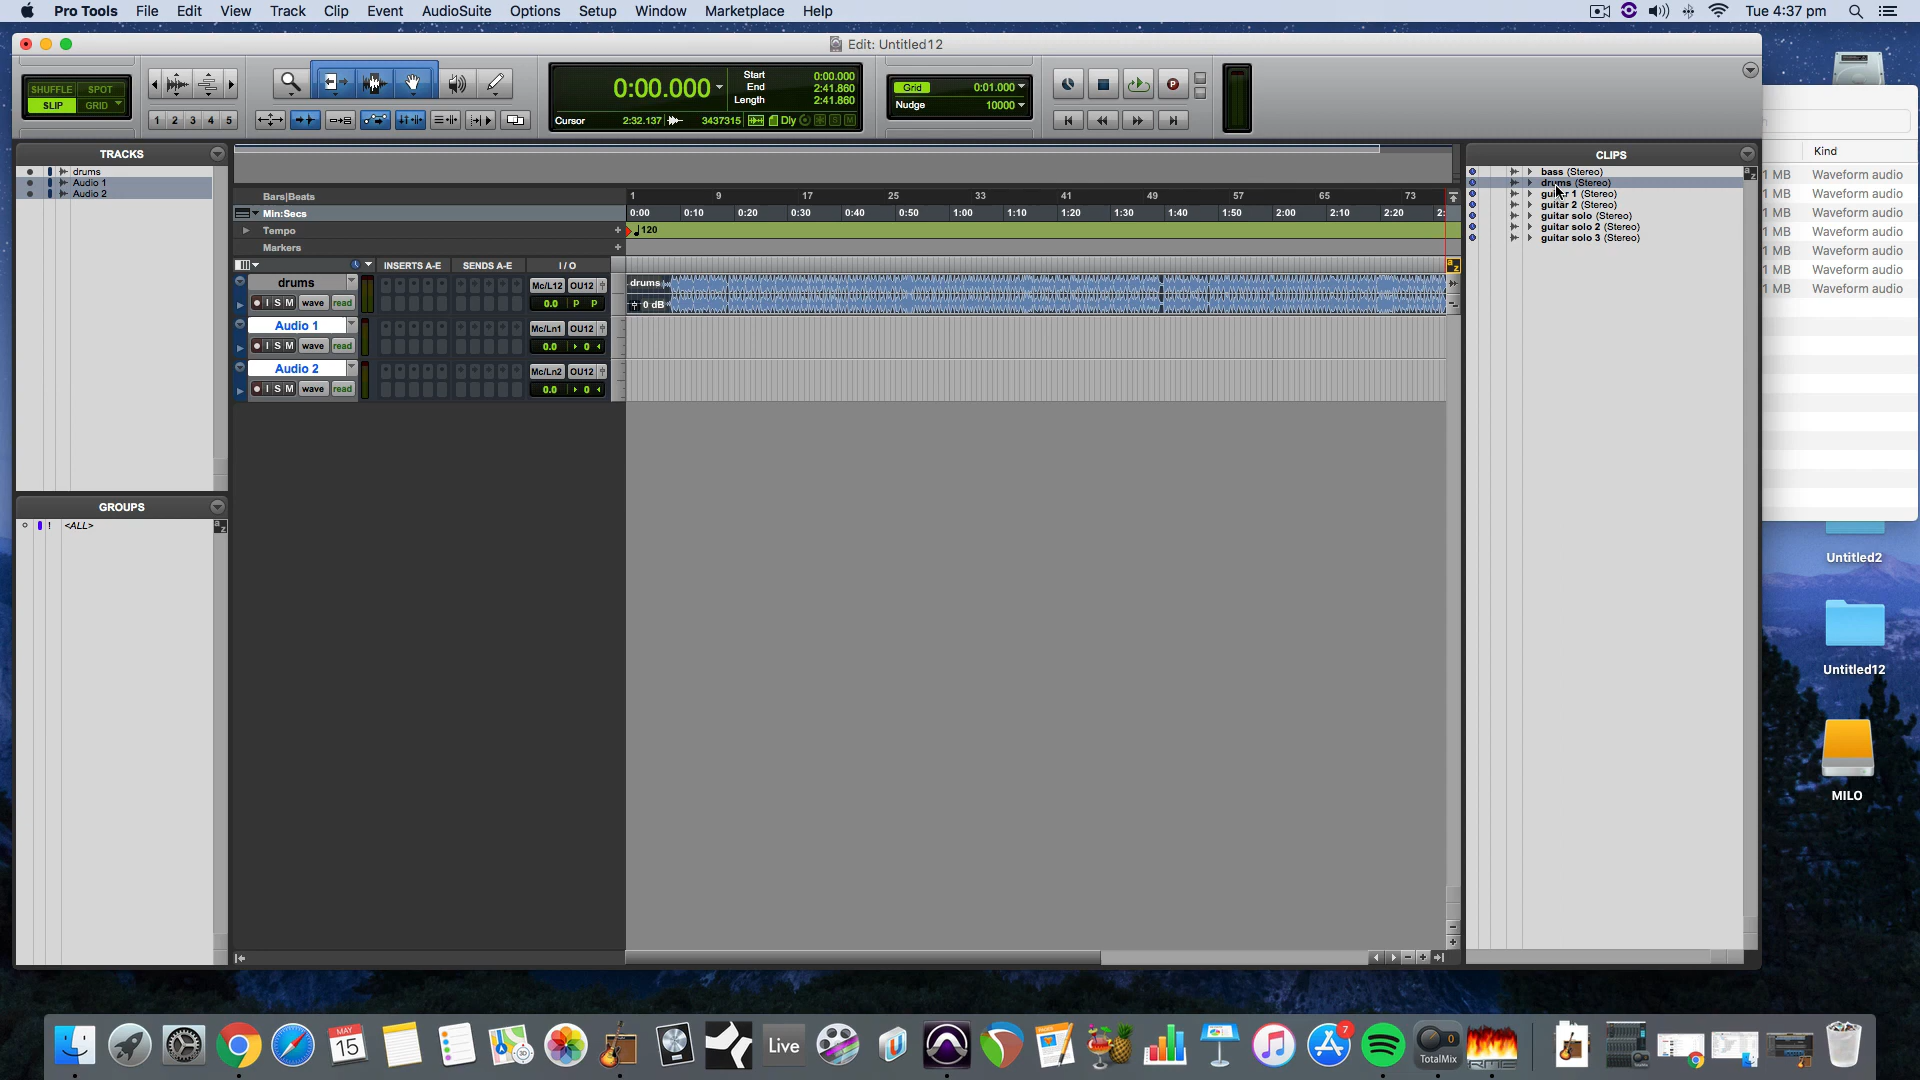 Pro Tools File Edit View Track Clip Event AudioSuite Options Setup Window Marketplace Help Tue 4:37 pm
Edit: Untitled12
SHUFFLE SPOT
SLIP GRID
1 2 3 4 5
0:00.000
Start 0:00.000
End 2:41.860
Length 2:41.860
Cursor 2:32.137 3437315 Dly S M
Grid 0:01.000
Nudge 10000
TRACKS
drums
Audio 1
Audio 2
GROUPS
! <ALL>
a z
Bars|Beats 1 9 17 25 33 41 49 57 65 73
Min:Secs 0:00 0:10 0:20 0:30 0:40 0:50 1:00 1:10 1:20 1:30 1:40 1:50 2:00 2:10 2:20 2:
Tempo + 120
Markers +
INSERTS A-E SENDS A-E I / O
drums Mc/L12 OU12
I S M wave read 0.0 P P
drums
0 dB
Audio 1 Mc/Ln1 OU12
I S M wave read 0.0 0
Audio 2 Mc/Ln2 OU12
I S M wave read 0.0 0
CLIPS
bass (Stereo)
drums (Stereo)
guitar 1 (Stereo)
guitar 2 (Stereo)
guitar solo (Stereo)
guitar solo 2 (Stereo)
guitar solo 3 (Stereo)
Kind
1 MB Waveform audio
1 MB Waveform audio
1 MB Waveform audio
1 MB Waveform audio
1 MB Waveform audio
1 MB Waveform audio
1 MB Waveform audio
Untitled2
Untitled12
MILO
MAY
15
Live
PAGES
7
0
TotalMix
RME